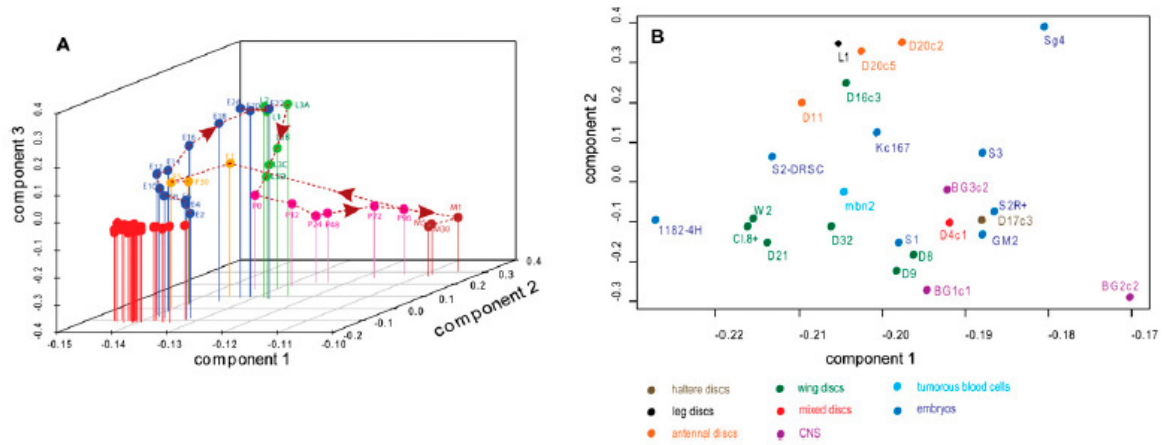 A
component 3
0.4
0.3
0.2
0.1
0.0
-0.1
-0.2
-0.3
-0.4
-0.15
-0.14
-0.13
-0.12
-0.11
-0.10
component 1
-0.2
-0.1
0.0
0.1
0.2
0.3
0.4
component 2
E22
L3A
L1
E16
E2
P0
P12
P24
P48
P72
P96
M1
M30
B
component 2
0.4
0.3
0.2
0.1
-0.1
-0.2
-0.3
-0.22
-0.21
-0.20
-0.19
-0.18
-0.17
component 1
Sg4
D20c2
L1
D20c5
D16c3
D11
Kc167
S2-DRSC
S3
BG3c2
mbn2
S2R+
W2
1182-4H
D17c3
Cl.8+
D32
D4c1
GM2
S1
D21
D8
D9
BG1c1
BG2c2
haltere discs
wing discs
tumorous blood cells
leg discs
mixed discs
embryos
antennal discs
CNS